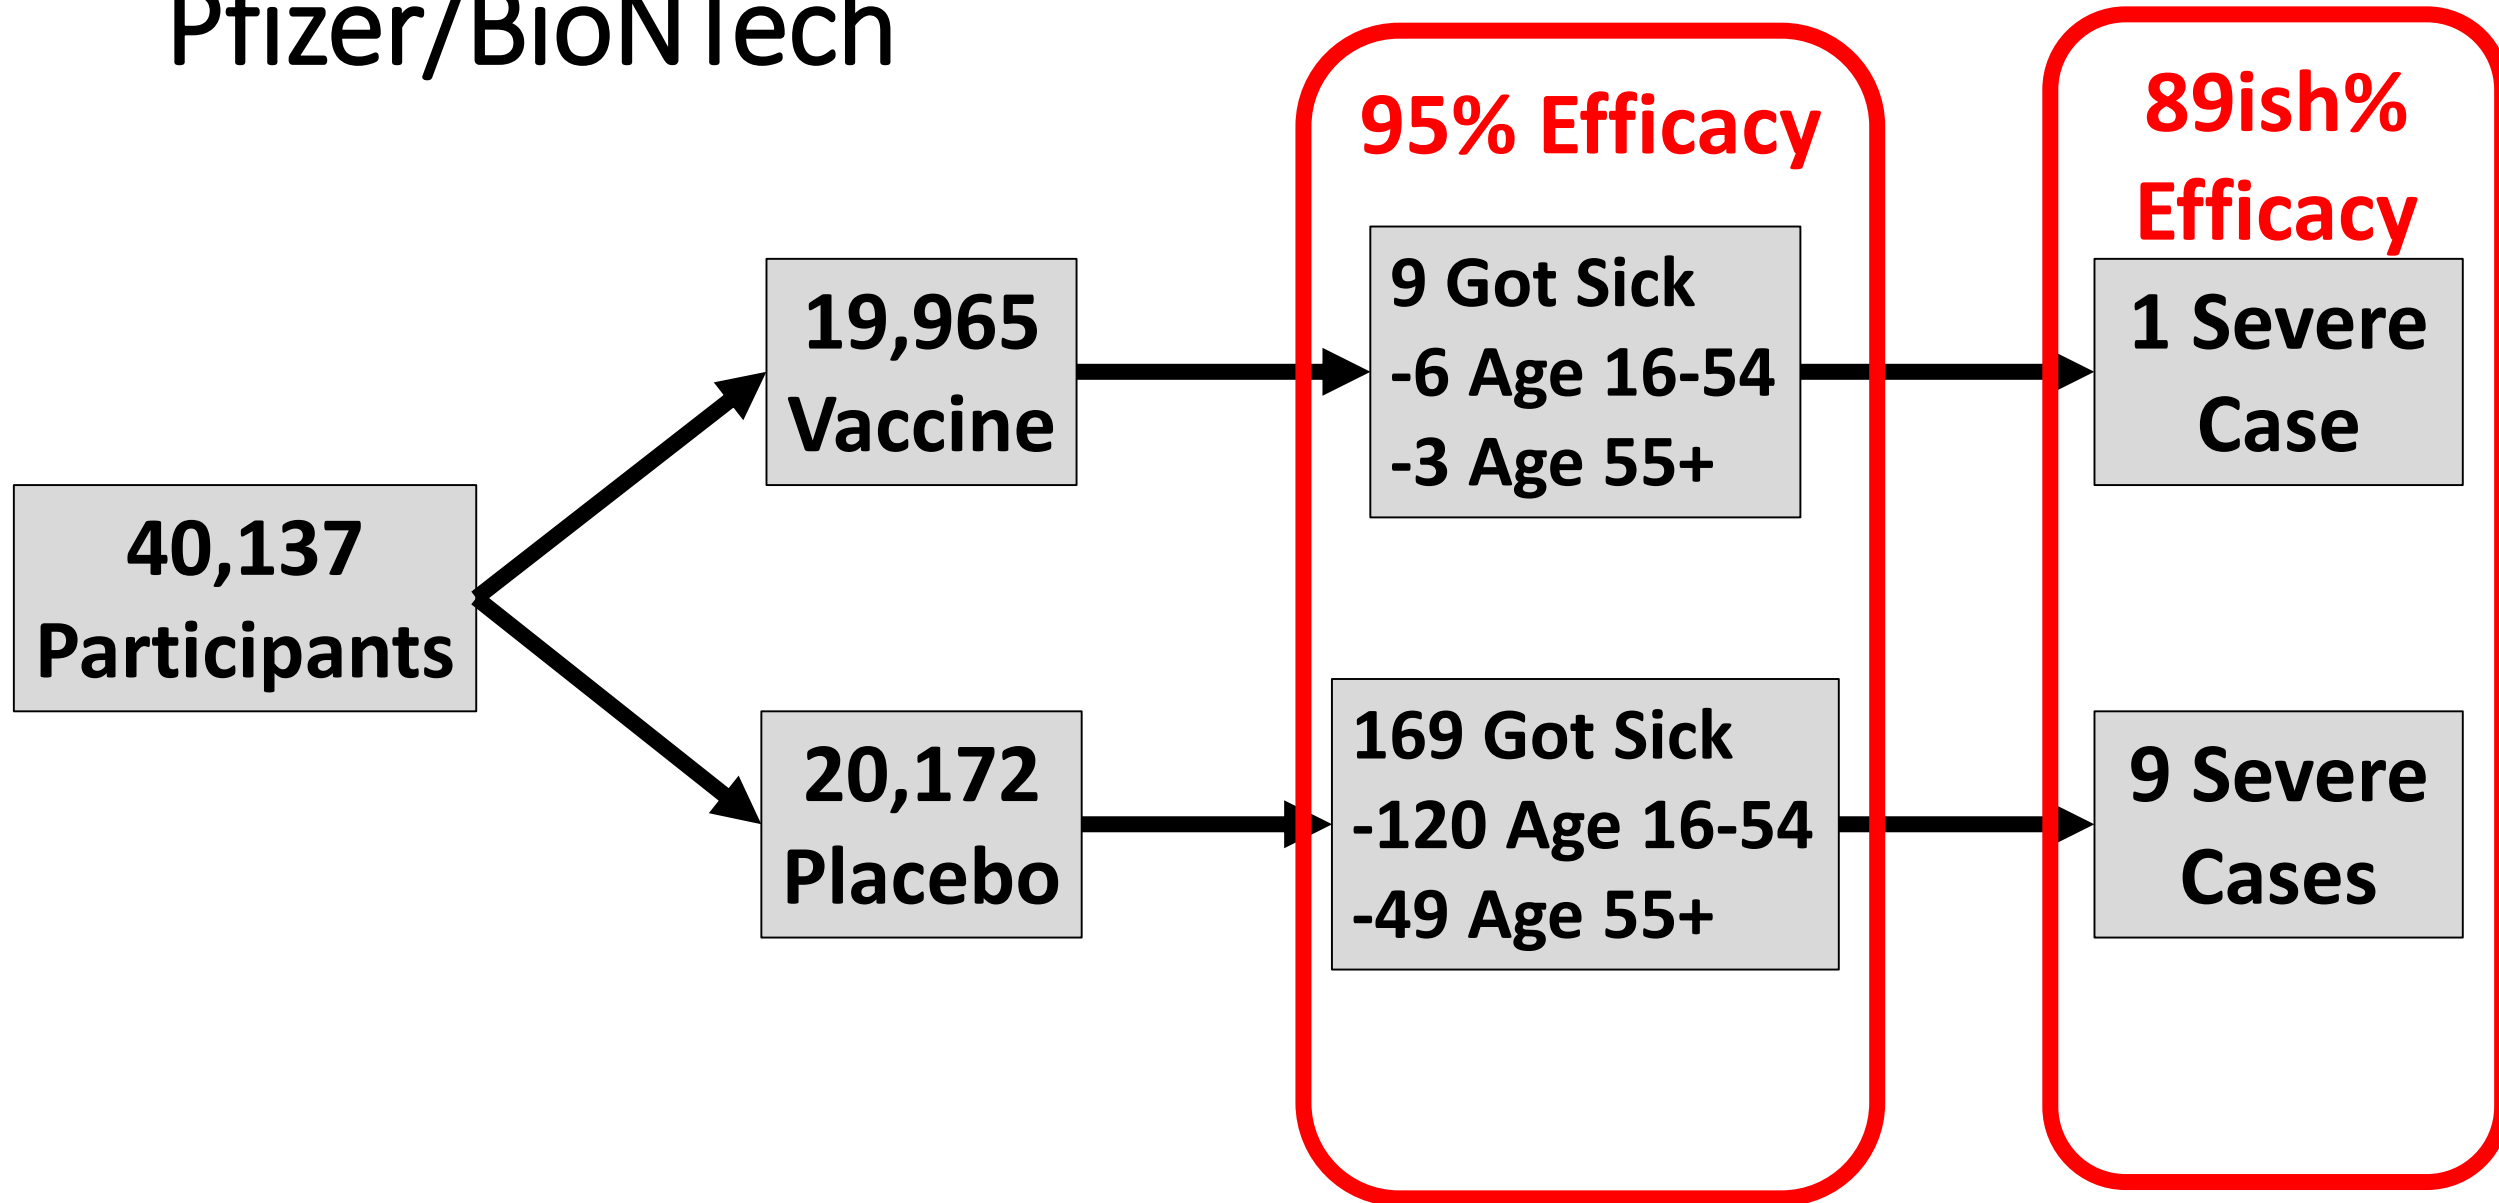 Pfizer/BioNTech
40,137
Participants
19,965
Vaccine
20,172
Placebo
95% Efficacy
9 Got Sick
-6 Age 16-54
-3 Age 55+
169 Got Sick
-120 Age 16-54
-49 Age 55+
89ish%
Efficacy
1 Severe
Case
9 Severe
Cases